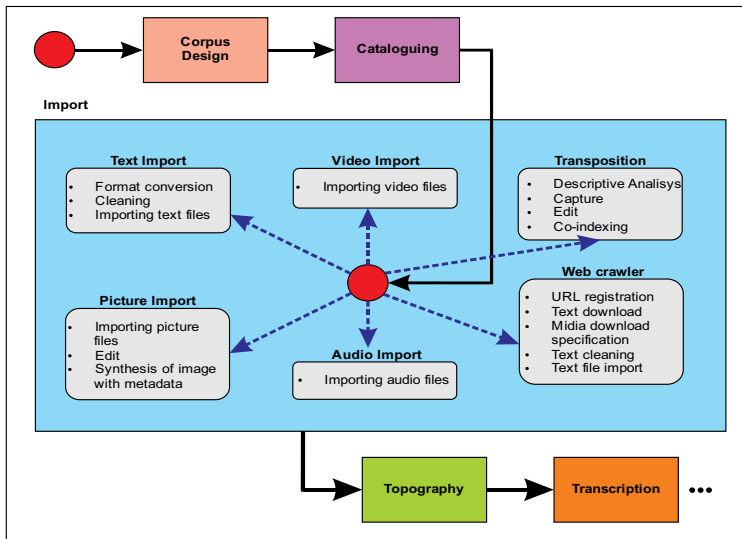 Corpus
Design
Cataloguing
Import
Text Import
• Format conversion
• Cleaning
• Importing text files
Video Import
• Importing video files
Transposition
• Descriptive Analisys
• Capture
• Edit
• Co-indexing
Picture Import
• Importing picture
files
• Edit
• Synthesis of image
with metadata
Audio Import
• Importing audio files
Web crawler
• URL registration
• Text download
• Midia download
specification
• Text cleaning
• Text file import
Topography
Transcription
•••